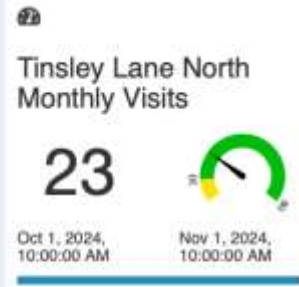 Tinsley Lane North
Monthly Visits
23
Oct 1, 2024,
10:00:00 AM
Nov 1, 2024,
10:00:00 AM